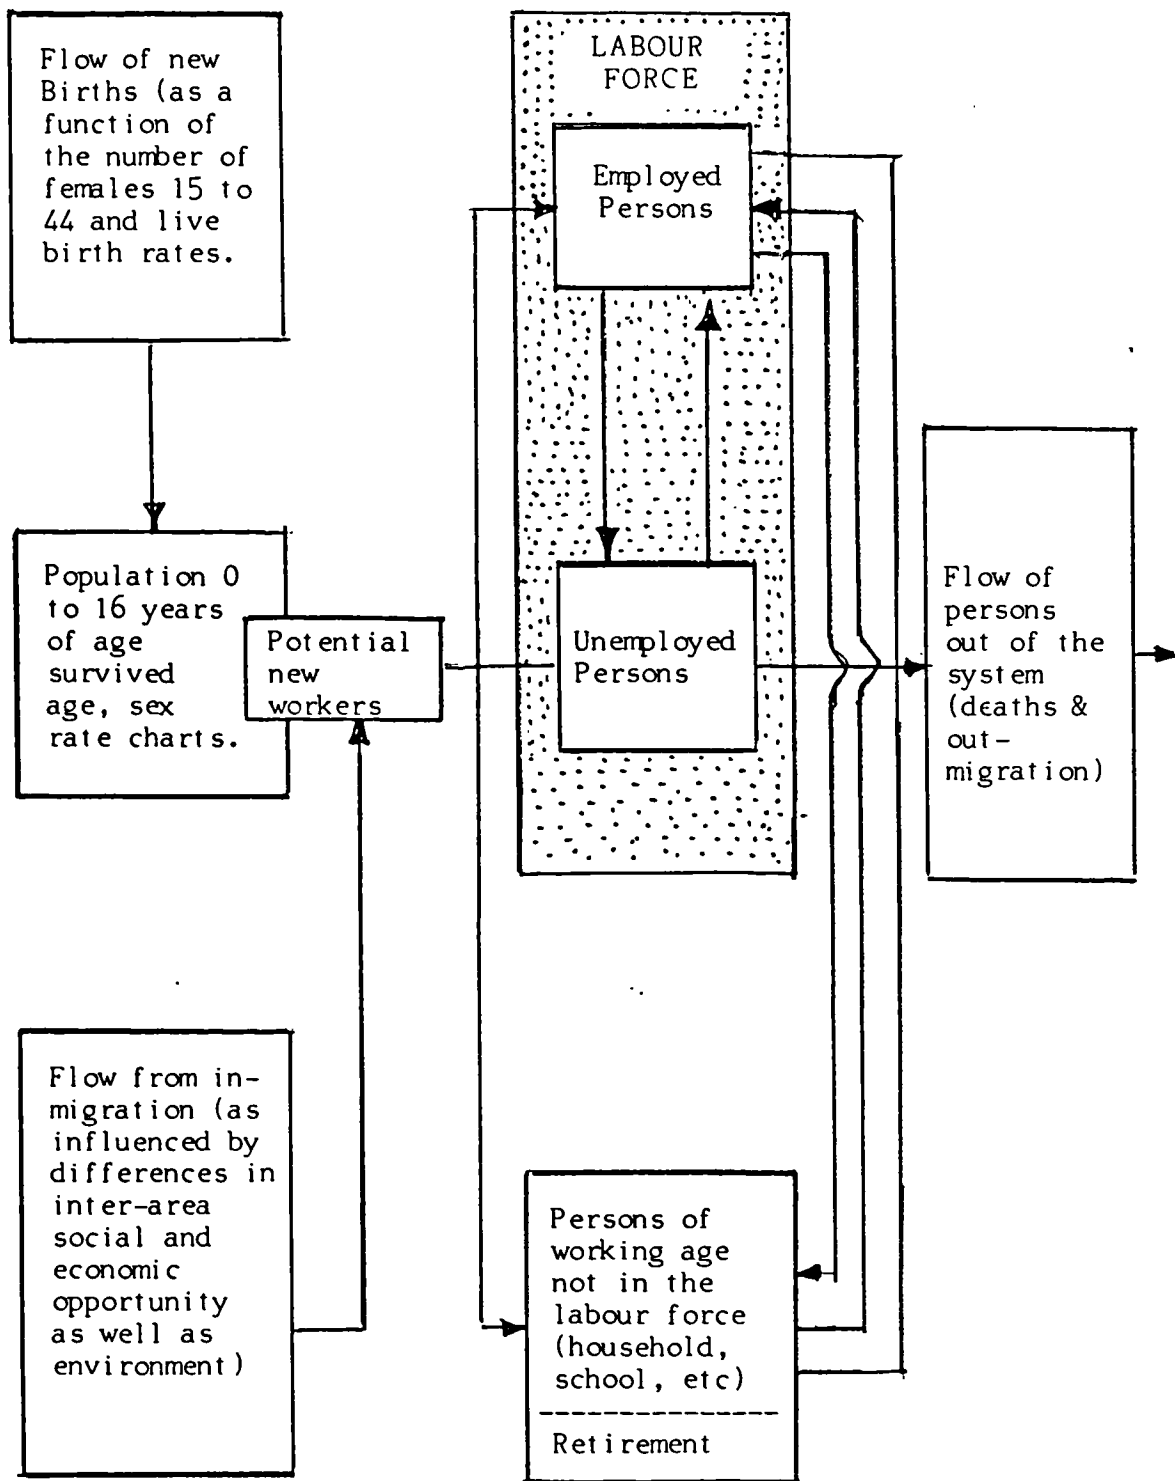 Flow of new
Births (as a
function of
the number of
females 15 to
44 and live
birth rates.
LABOUR
FORCE
Employed
Persons
Population 0
to 16 years
of age
survived
age, sex
rate charts.
Potential
new
workers
Unemployed
Persons
Flow of
persons
out of the
system
(deaths &
out-
migration)
Flow from in-
migration (as
influenced by
differences in
inter-area
social and
economic
opportunity
as well as
environment)
Persons of
working age
not in the
labour force
(household,
school, etc)
Retirement